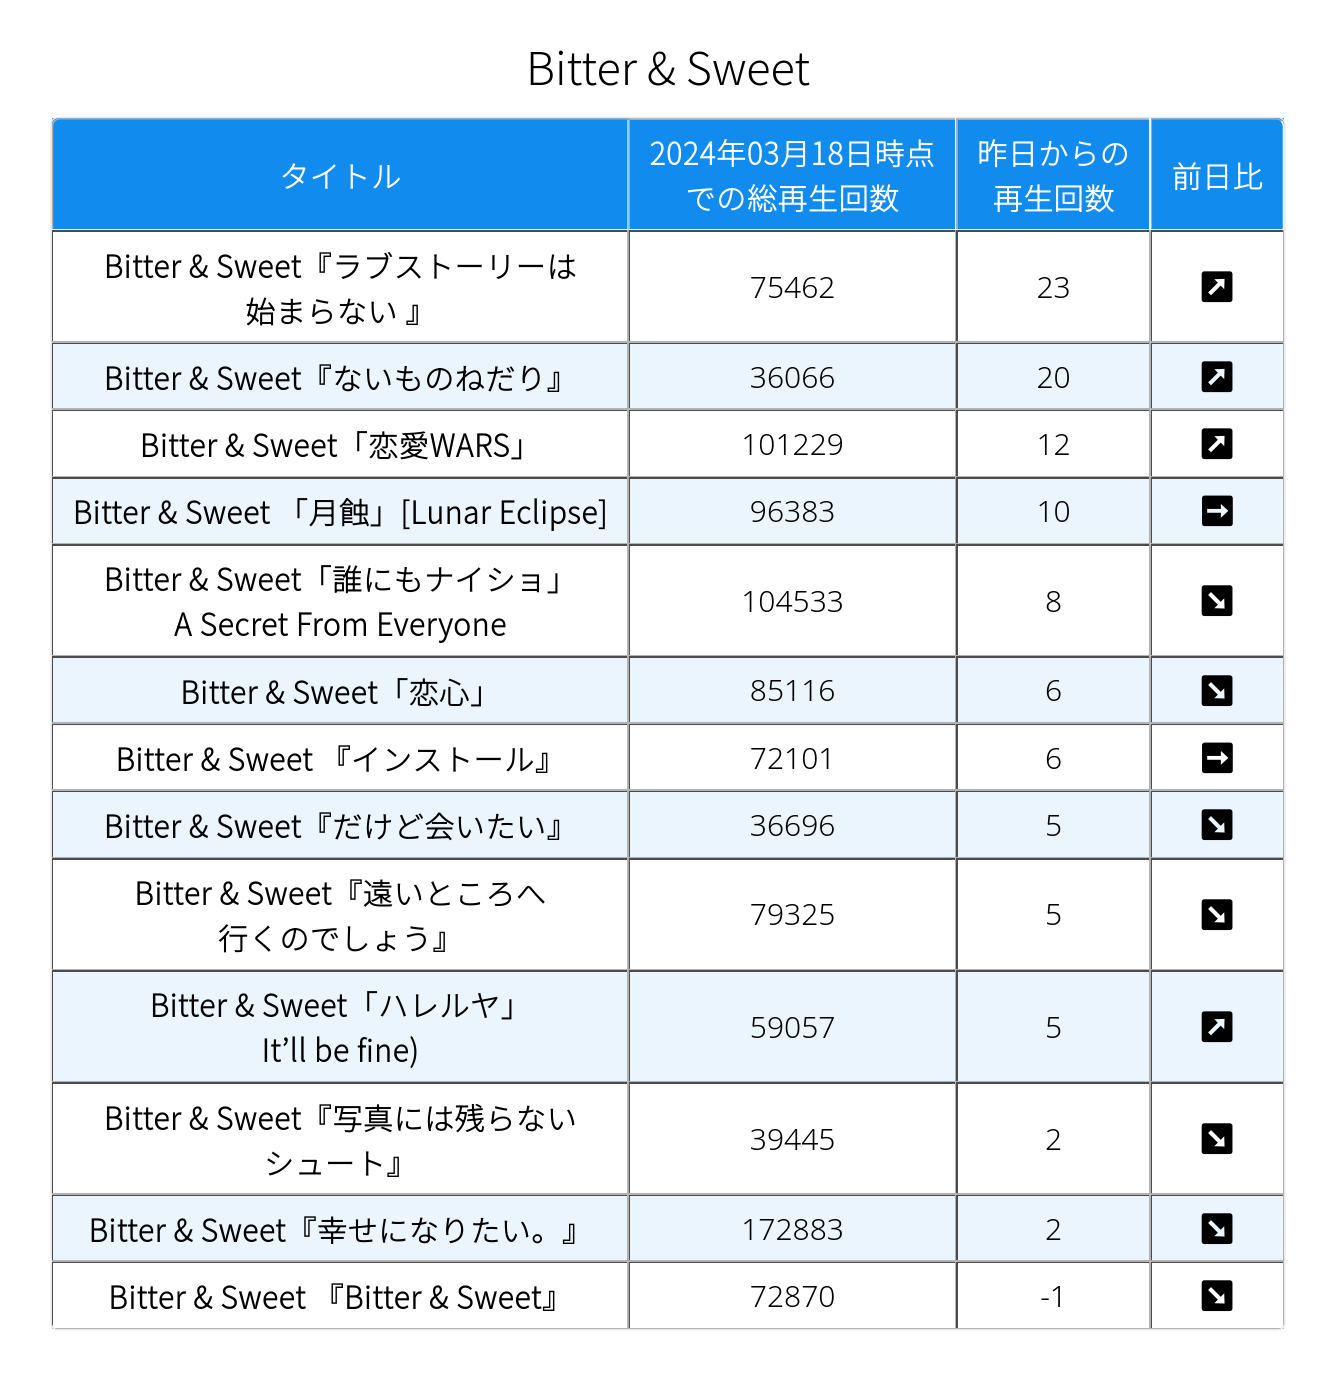 Bitter & Sweet
タイトル
2024年03月18日時点
での総再生回数
昨日からの
再生回数
前日比
Bitter & Sweet『ラブストーリーは
始まらない 』
75462
23
↗
Bitter & Sweet『ないものねだり』
36066
20
↗
Bitter & Sweet「恋愛WARS」
101229
12
↗
Bitter & Sweet 「月蝕」[Lunar Eclipse]
96383
10
→
Bitter & Sweet「誰にもナイショ」
A Secret From Everyone
104533
8
↘
Bitter & Sweet「恋心」
85116
6
↘
Bitter & Sweet 『インストール』
72101
6
→
Bitter & Sweet『だけど会いたい』
36696
5
↘
Bitter & Sweet『遠いところへ
行くのでしょう』
79325
5
↘
Bitter & Sweet「ハレルヤ」
It’ll be fine)
59057
5
↗
Bitter & Sweet『写真には残らない
シュート』
39445
2
↘
Bitter & Sweet『幸せになりたい。』
172883
2
↘
Bitter & Sweet 『Bitter & Sweet』
72870
-1
↘